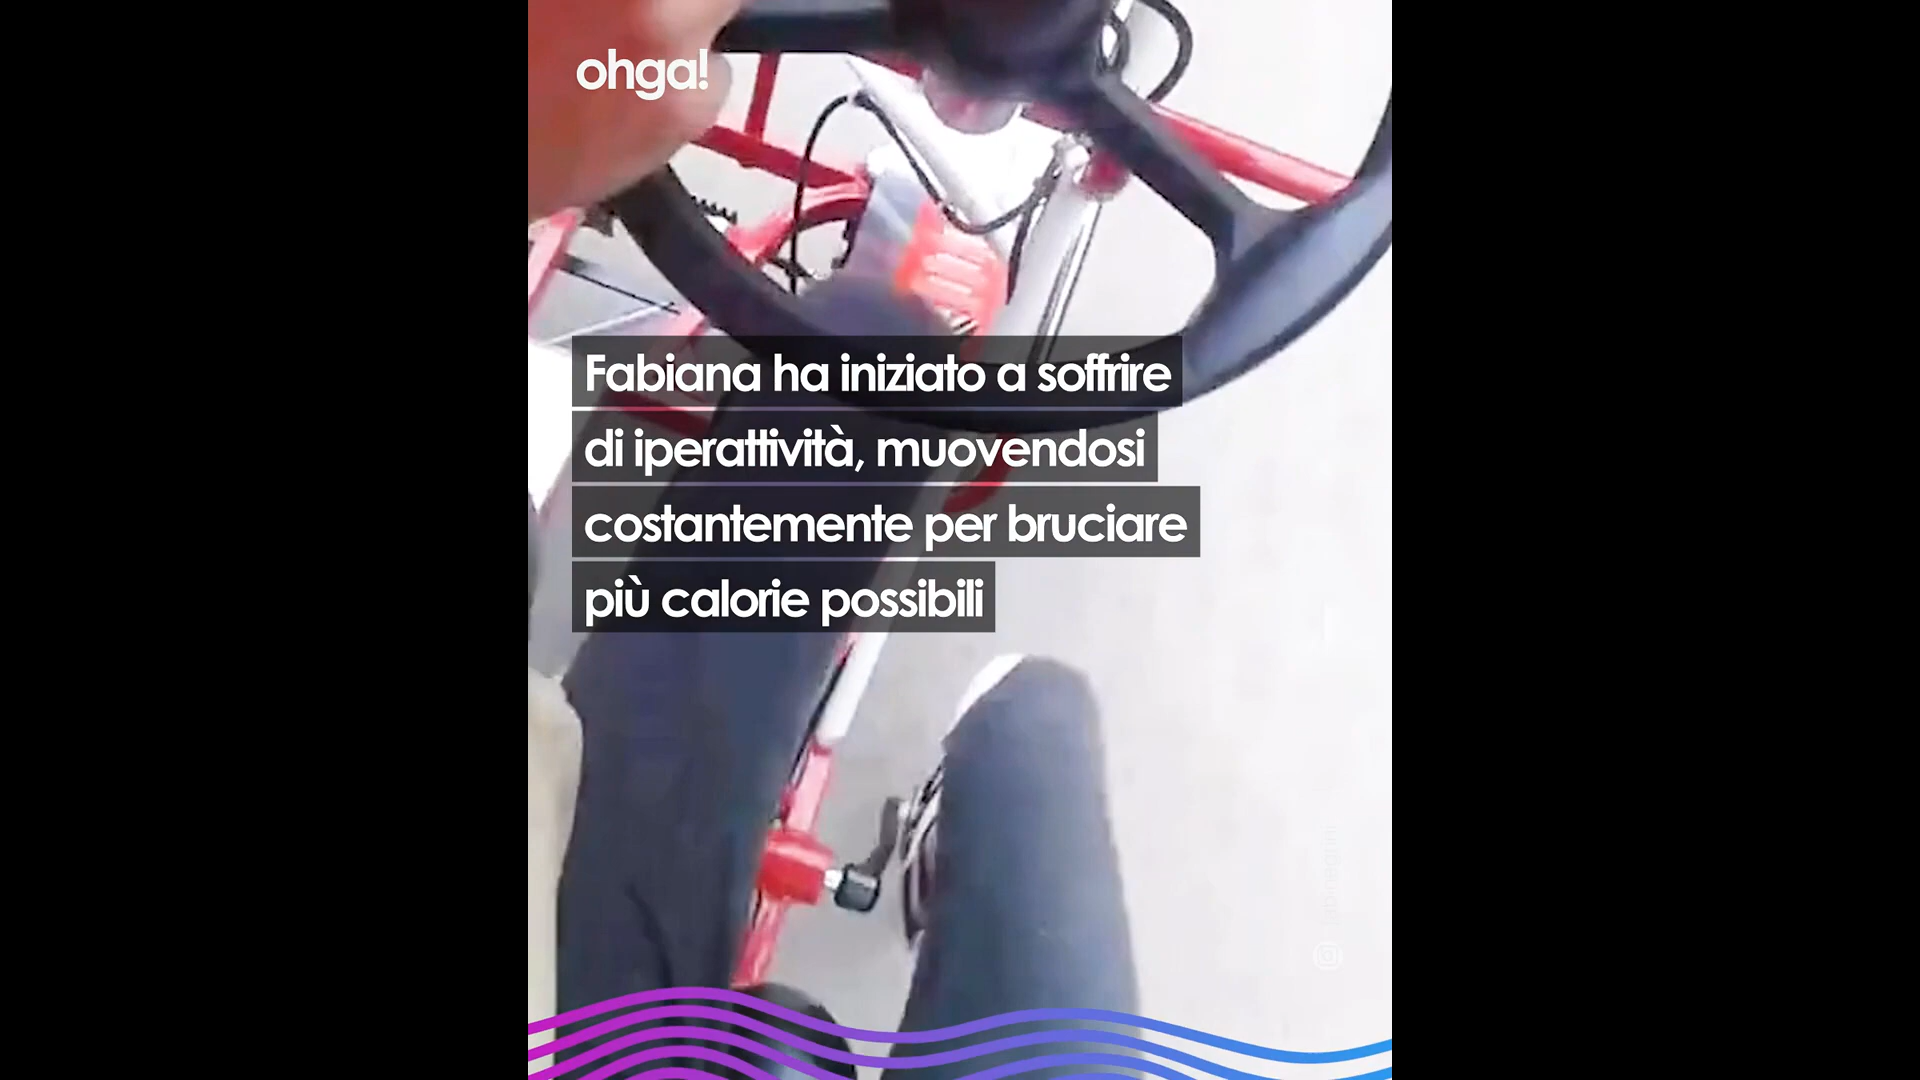 ohga!
Fabiana ha iniziato a soffrire
di iperattività, muovendosi
costantemente per bruciare
più calorie possibili